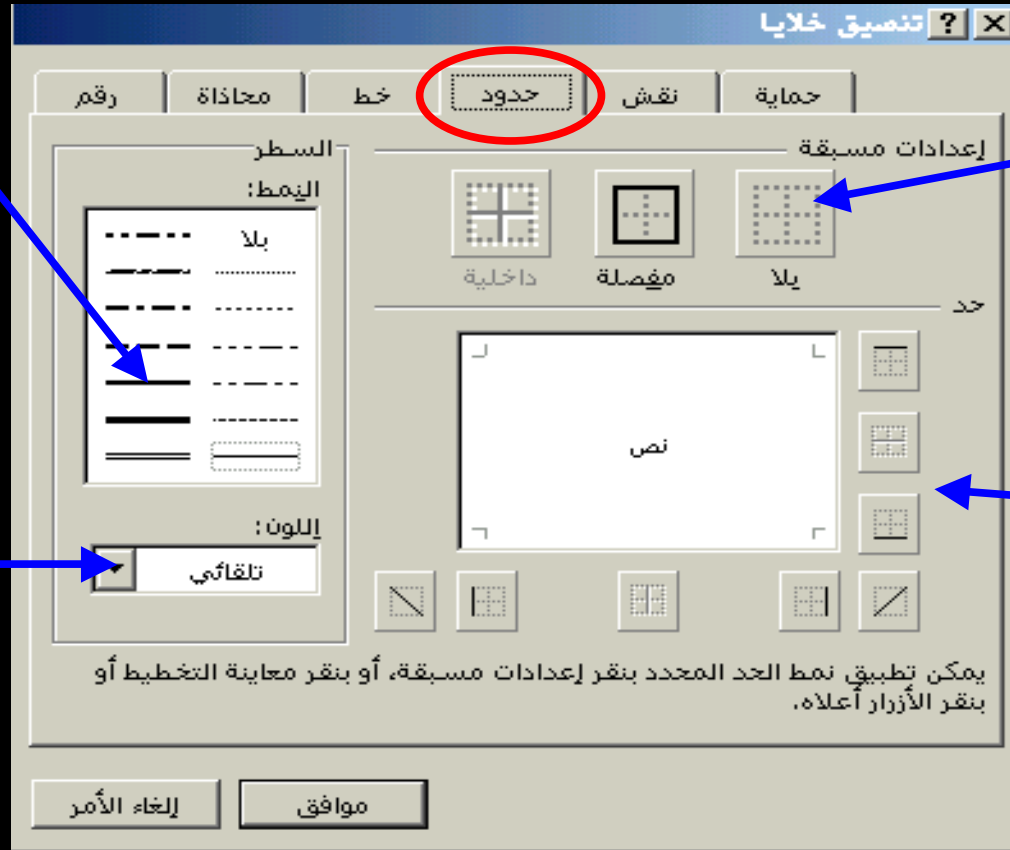 تنصيق خلايا
رقم محاذاة خط حدود نقش حماية
إعدادات مسبقة
بلا
مفصلة
داخلية
السطر
النمط:
بلا
حد
نص
اللون:
تلقائي
يمكن تطبيق نمط الحد المحدد بنقر إعدادات مسبقة، أو بنقر معاينة التخطيط أو
بنقر الأزرار أعلاه.
موافق
إلغاء الأمر